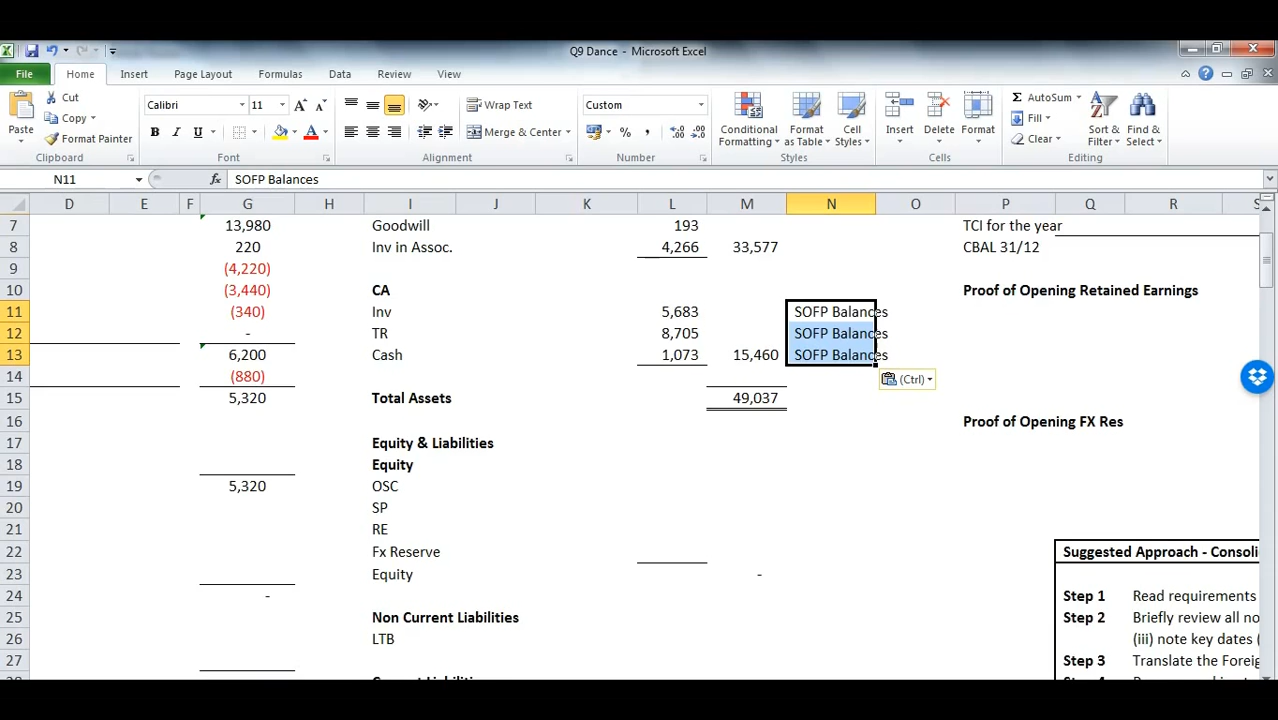 Q9 Dance - Microsoft Excel
File Home Insert Page Layout Formulas Data Review View
Paste Cut Copy Format Painter Clipboard
Calibri 11 A A B I U A Font
Wrap Text Merge & Center Alignment
Custom % , Number
Conditional Formatting Format as Table Cell Styles Styles
Insert Delete Format Cells
Σ AutoSum Fill Clear Sort & Filter Find & Select Editing
N11 fx SOFP Balances
D E F G H I J K L M N O P Q R S
7 13,980 Goodwill 193 TCI for the year
8 220 Inv in Assoc. 4,266 33,577 CBAL 31/12
9 (4,220)
10 (3,440) CA Proof of Opening Retained Earnings
11 (340) Inv 5,683 SOFP Balances
12 - TR 8,705 SOFP Balances
13 6,200 Cash 1,073 15,460 SOFP Balances
14 (880) (Ctrl)
15 5,320 Total Assets 49,037
16 Proof of Opening FX Res
17 Equity & Liabilities
18 Equity
19 5,320 OSC
20 SP
21 RE
22 Fx Reserve Suggested Approach - Consoli
23 Equity -
24 - Step 1 Read requirements
25 Non Current Liabilities Step 2 Briefly review all no
26 LTB (iii) note key dates (
27 Step 3 Translate the Foreig